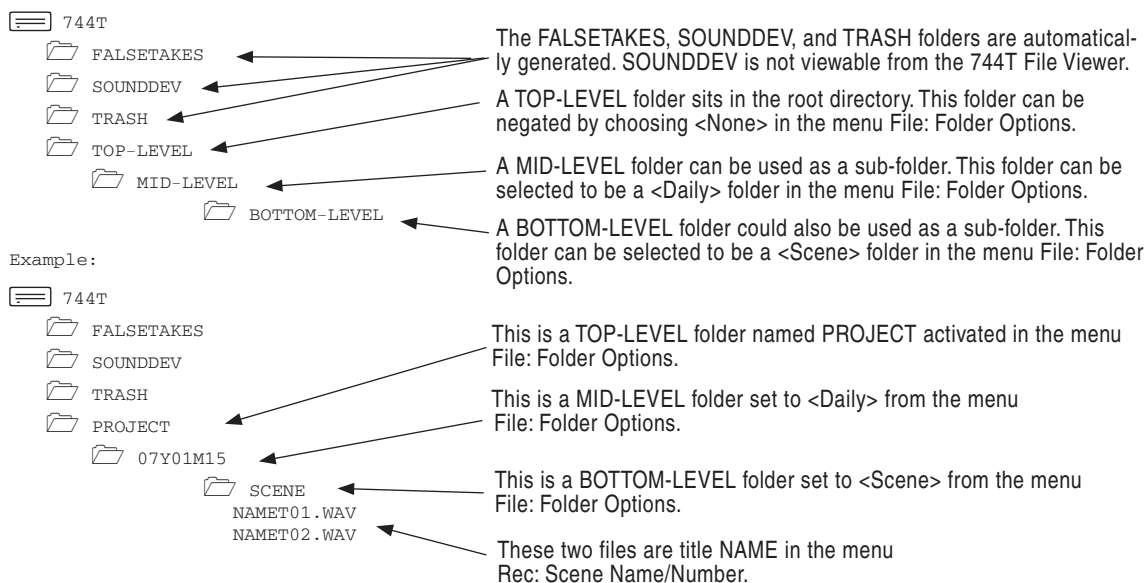 744T
FALSETAKES
SOUNDDEV
TRASH
TOP-LEVEL
MID-LEVEL
BOTTOM-LEVEL
The FALSETAKES, SOUNDDEV, and TRASH folders are automatical-
ly generated. SOUNDDEV is not viewable from the 744T File Viewer.
A TOP-LEVEL folder sits in the root directory. This folder can be
negated by choosing <None> in the menu File: Folder Options.
A MID-LEVEL folder can be used as a sub-folder. This folder can be
selected to be a <Daily> folder in the menu File: Folder Options.
A BOTTOM-LEVEL folder could also be used as a sub-folder. This
folder can be selected to be a <Scene> folder in the menu File: Folder
Options.
Example:
744T
FALSETAKES
SOUNDDEV
TRASH
PROJECT
07Y01M15
SCENE
NAMET01.WAV
NAMET02.WAV
This is a TOP-LEVEL folder named PROJECT activated in the menu
File: Folder Options.
This is a MID-LEVEL folder set to <Daily> from the menu
File: Folder Options.
This is a BOTTOM-LEVEL folder set to <Scene> from the menu
File: Folder Options.
These two files are title NAME in the menu
Rec: Scene Name/Number.